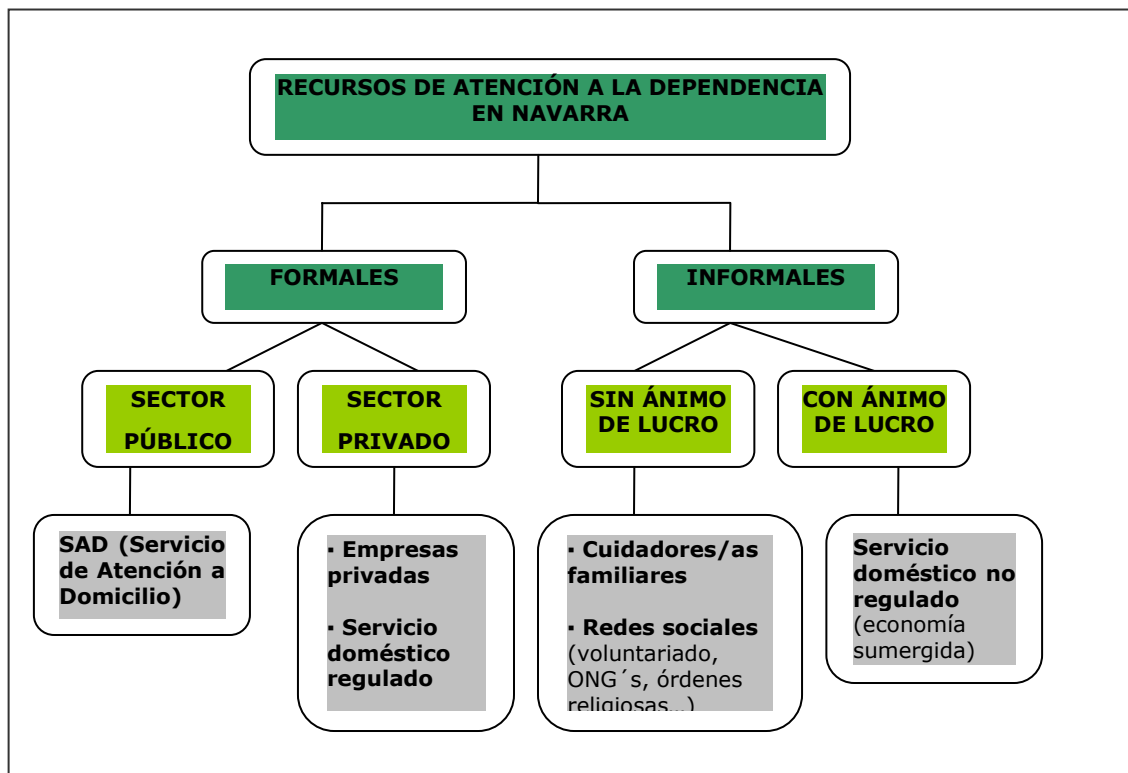 RECURSOS DE ATENCIÓN A LA DEPENDENCIA
EN NAVARRA
FORMALES
INFORMALES
SECTOR
PÚBLICO
SECTOR
PRIVADO
SIN ÁNIMO
DE LUCRO
CON ÁNIMO
DE LUCRO
SAD (Servicio
de Atención a
Domicilio)
· Empresas
privadas
· Servicio
doméstico
regulado
· Cuidadores/as
familiares
· Redes sociales
(voluntariado,
ONG´s, órdenes
religiosas…)
Servicio
doméstico no
regulado
(economía
sumergida)